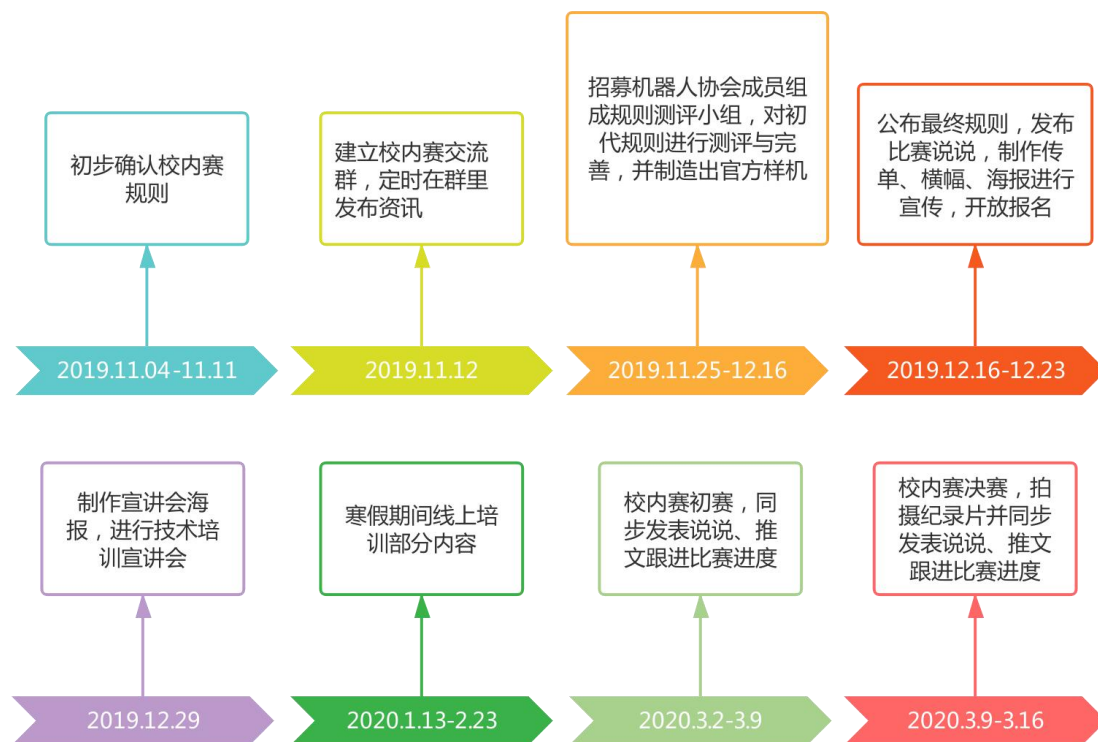 初步确认校内赛
规则
建立校内赛交流
群，定时在群里
发布资讯
招募机器人协会成员组
成规则测评小组，对初
代规则进行测评与完
善，并制造出官方样机
公布最终规则，发布
比赛说说，制作传
单、横幅、海报进行
宣传，开放报名
2019.11.04-11.11
2019.11.12
2019.11.25-12.16
2019.12.16-12.23
制作宣讲会海
报，进行技术培
训宣讲会
寒假期间线上培
训部分内容
校内赛初赛，同
步发表说说、推
文跟进比赛进度
校内赛决赛，拍
摄纪录片并同步
发表说说、推文
跟进比赛进度
2019.12.29
2020.1.13-2.23
2020.3.2-3.9
2020.3.9-3.16